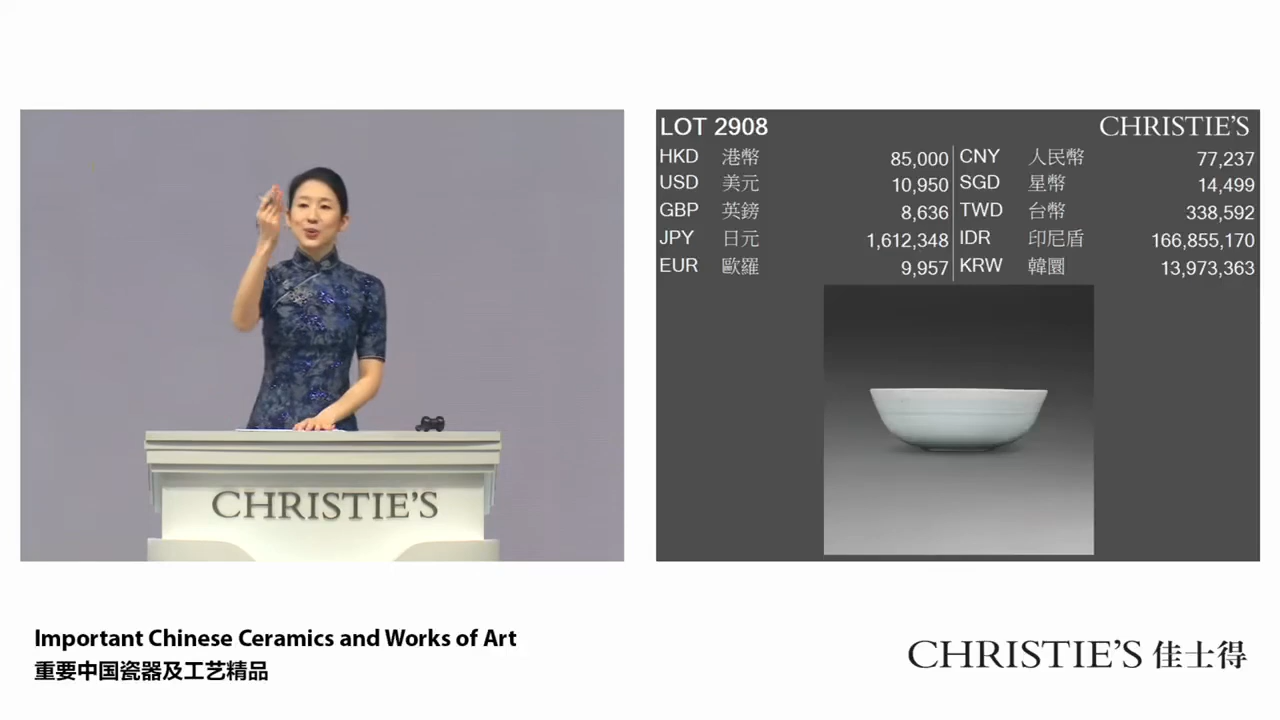 CHRISTIE'S
LOT 2908 CHRISTIE'S
HKD 港幣 85,000 CNY 人民幣 77,237
USD 美元 10,950 SGD 星幣 14,499
GBP 英鎊 8,636 TWD 台幣 338,592
JPY 日元 1,612,348 IDR 印尼盾 166,855,170
EUR 歐羅 9,957 KRW 韓圜 13,973,363
Important Chinese Ceramics and Works of Art
重要中国瓷器及工艺精品
CHRISTIE'S 佳士得